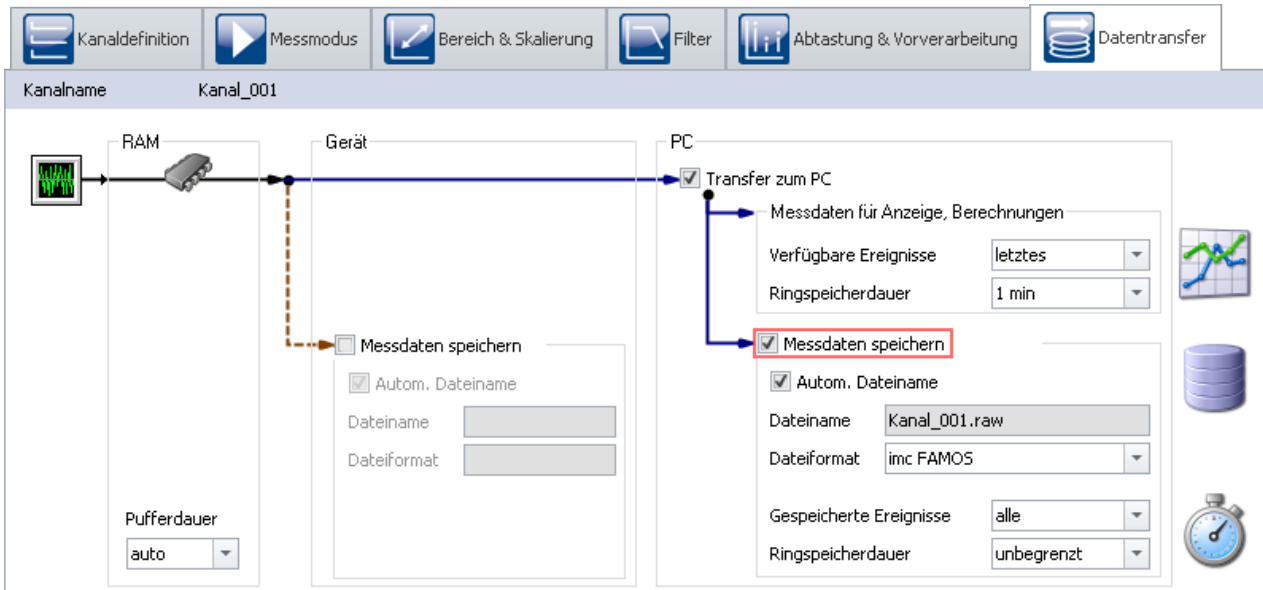 Kanaldefinition Messmodus Bereich & Skalierung Filter Abtastung & Vorverarbeitung Datentransfer
Kanalname Kanal_001
RAM Gerät PC
Transfer zum PC
Messdaten für Anzeige, Berechnungen
Verfügbare Ereignisse letztes
Ringspeicherdauer 1 min
Messdaten speichern Messdaten speichern
Autom. Dateiname Autom. Dateiname
Dateiname Dateiname Kanal_001.raw
Dateiformat Dateiformat imc FAMOS
Pufferdauer Gespeicherte Ereignisse alle
auto Ringspeicherdauer unbegrenzt